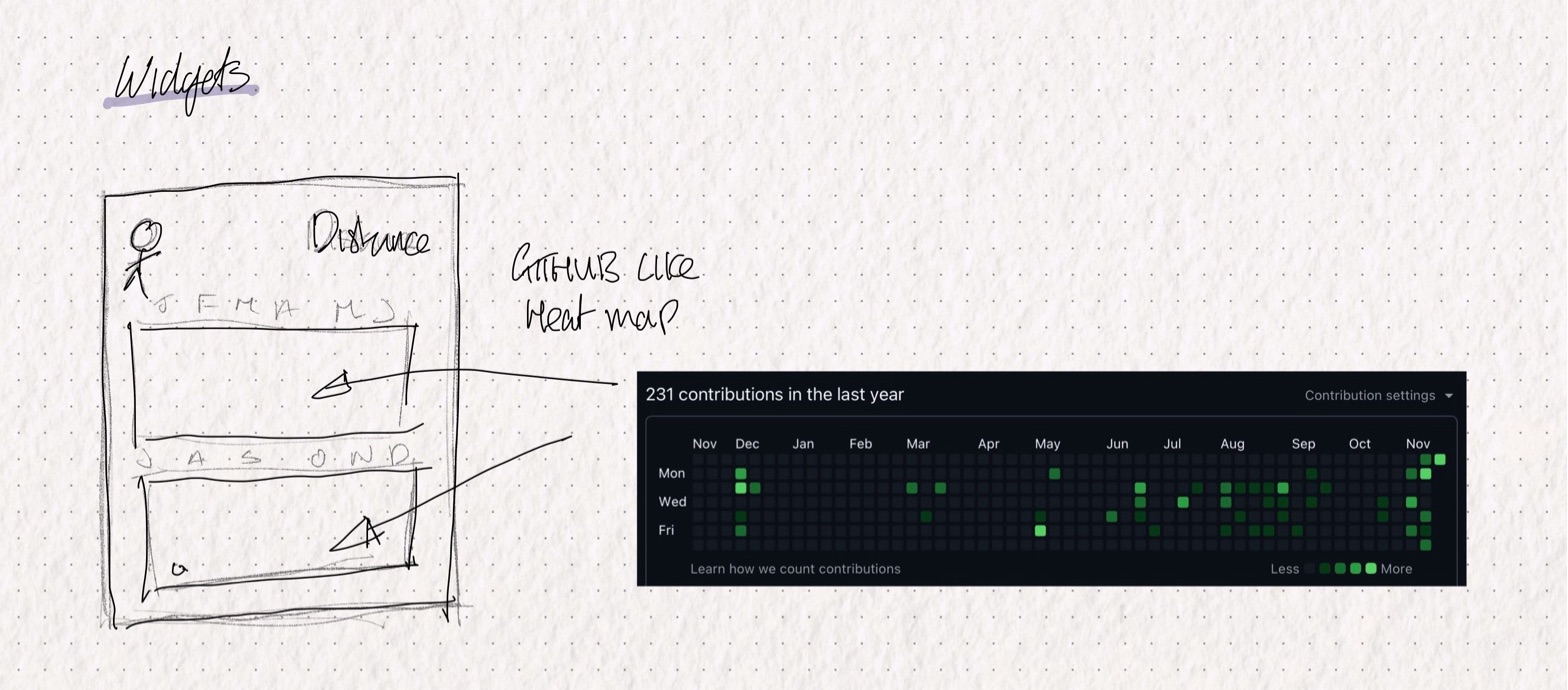 Widgets
Distance
J F M A M J
J A S O N D
GITHUB LIKE
Heat map
231 contributions in the last year
Contribution settings
Nov Dec Jan Feb Mar Apr May Jun Jul Aug Sep Oct Nov
Mon
Wed
Fri
Learn how we count contributions
Less More